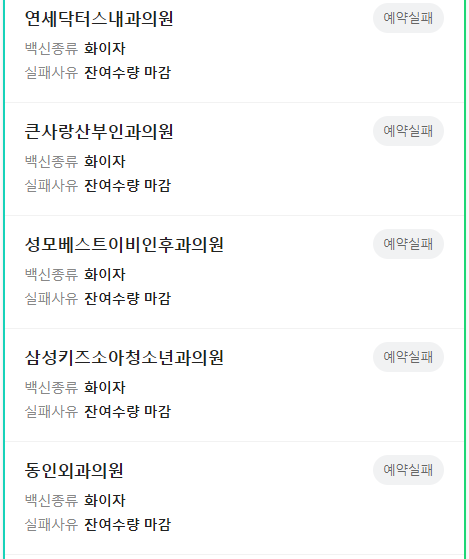 연세닥터스내과의원 예약실패
백신종류 화이자
실패사유 잔여수량 마감
큰사랑산부인과의원 예약실패
백신종류 화이자
실패사유 잔여수량 마감
성모베스트이비인후과의원 예약실패
백신종류 화이자
실패사유 잔여수량 마감
삼성키즈소아청소년과의원 예약실패
백신종류 화이자
실패사유 잔여수량 마감
동인외과의원 예약실패
백신종류 화이자
실패사유 잔여수량 마감